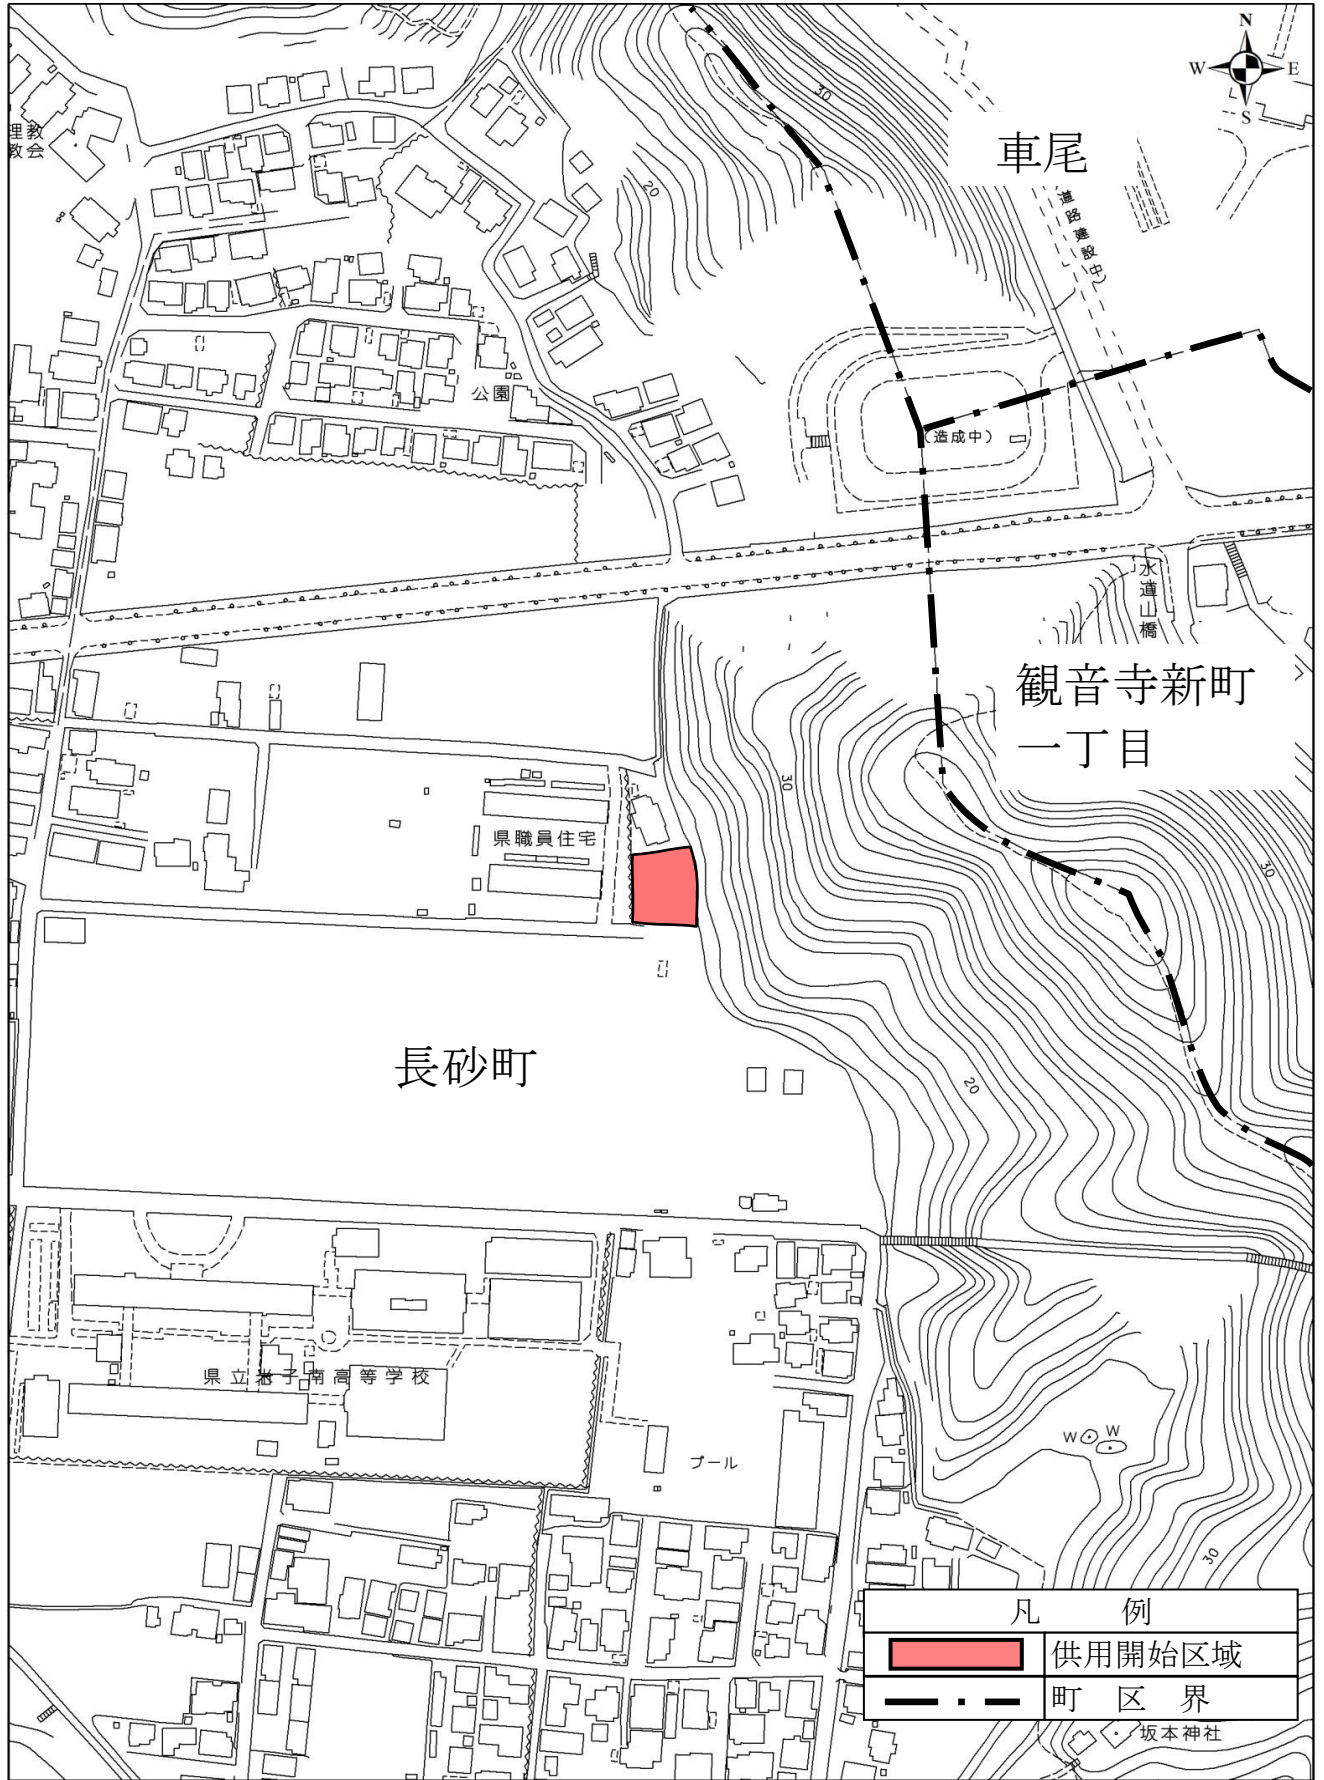 N
W E
S
理教
教会
車尾
道路建設中)
30
20
公園
(造成中)
水道山橋
観音寺新町
一丁目
30
県職員住宅
30
長砂町
20
県立米子南高等学校
プール
W W
30
凡 例
供用開始区域
町 区 界
坂本神社